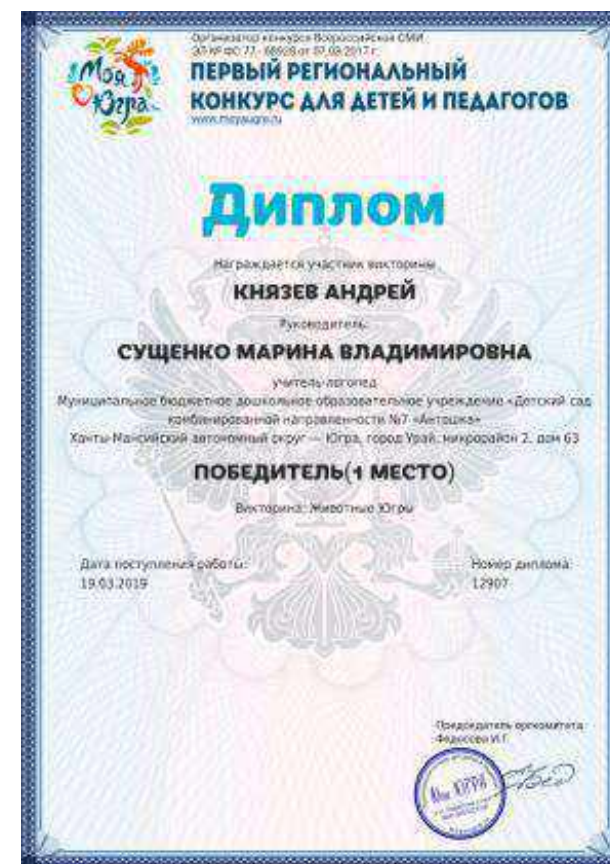 Моя Югра
Организатор конкурса Всероссийское СМИ
ЭЛ № ФС 77 - 68928 от 07.03.2017 г.
ПЕРВЫЙ РЕГИОНАЛЬНЫЙ
КОНКУРС ДЛЯ ДЕТЕЙ И ПЕДАГОГОВ
www.moyaugra.ru
Диплом
Награждается участник викторины
КНЯЗЕВ АНДРЕЙ
Руководитель:
СУЩЕНКО МАРИНА ВЛАДИМИРОВНА
учитель-логопед
Муниципальное бюджетное дошкольное образовательное учреждение «Детский сад
комбинированной направленности №7 «Антошка»
Ханты-Мансийский автономный округ — Югра, город Урай, микрорайон 2, дом 63
ПОБЕДИТЕЛЬ(1 МЕСТО)
Викторина: Животные Югры
Дата поступления работы:
19.03.2019
Номер диплома:
12907
Председатель оргкомитета:
Федосова И.Г.